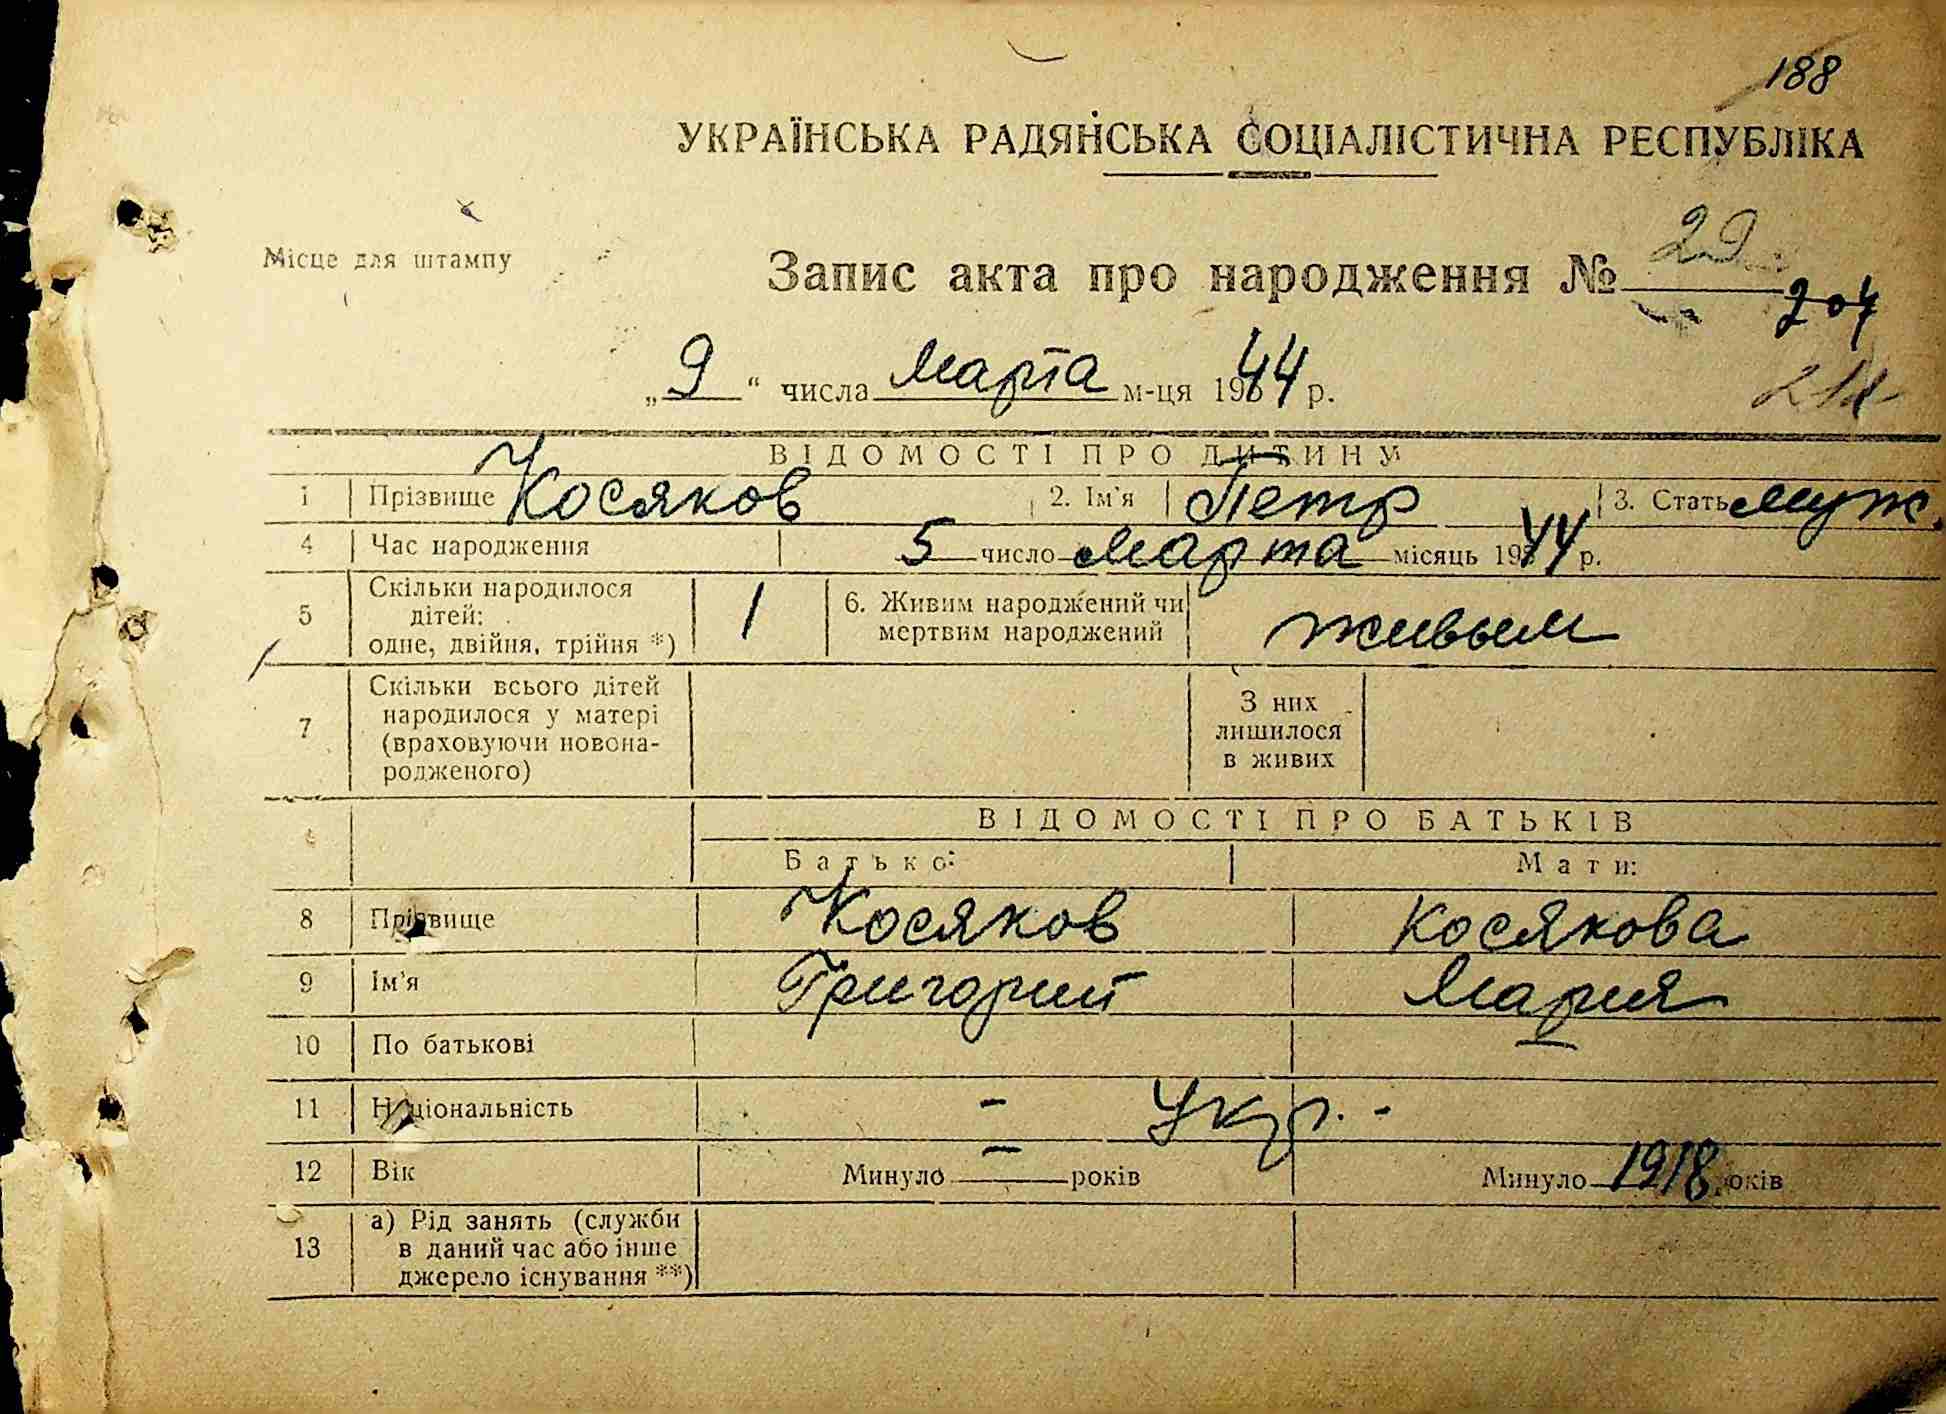 188
УКРАЇНСЬКА РАДЯНСЬКА СОЦІАЛІСТИЧНА РЕСПУБЛІКА
Місце для штампу
Запис акта про народження № 29
204
„ 9 “ числа марта м-ця 1944 р.
ВІДОМОСТІ ПРО ДИТИНУ
1 Прізвище Косяков 2. Ім'я Петр 3. Стать муж.
4 Час народження 5 число марта місяць 1944 р.
5 Скільки народилося дітей: одне, двійня, трійня *) 1 6. Живим народжений чи мертвим народжений живым
7 Скільки всього дітей народилося у матері (враховуючи новонародженого) З них лишилося в живих
ВІДОМОСТІ ПРО БАТЬКІВ
Батько: Мати:
8 Прізвище Косяков Косякова
9 Ім'я Григорий Мария
10 По батькові —
11 Національність - Укр. -
12 Вік Минуло — років Минуло 1918 років
13 а) Рід занять (служби в даний час або інше джерело існування **)